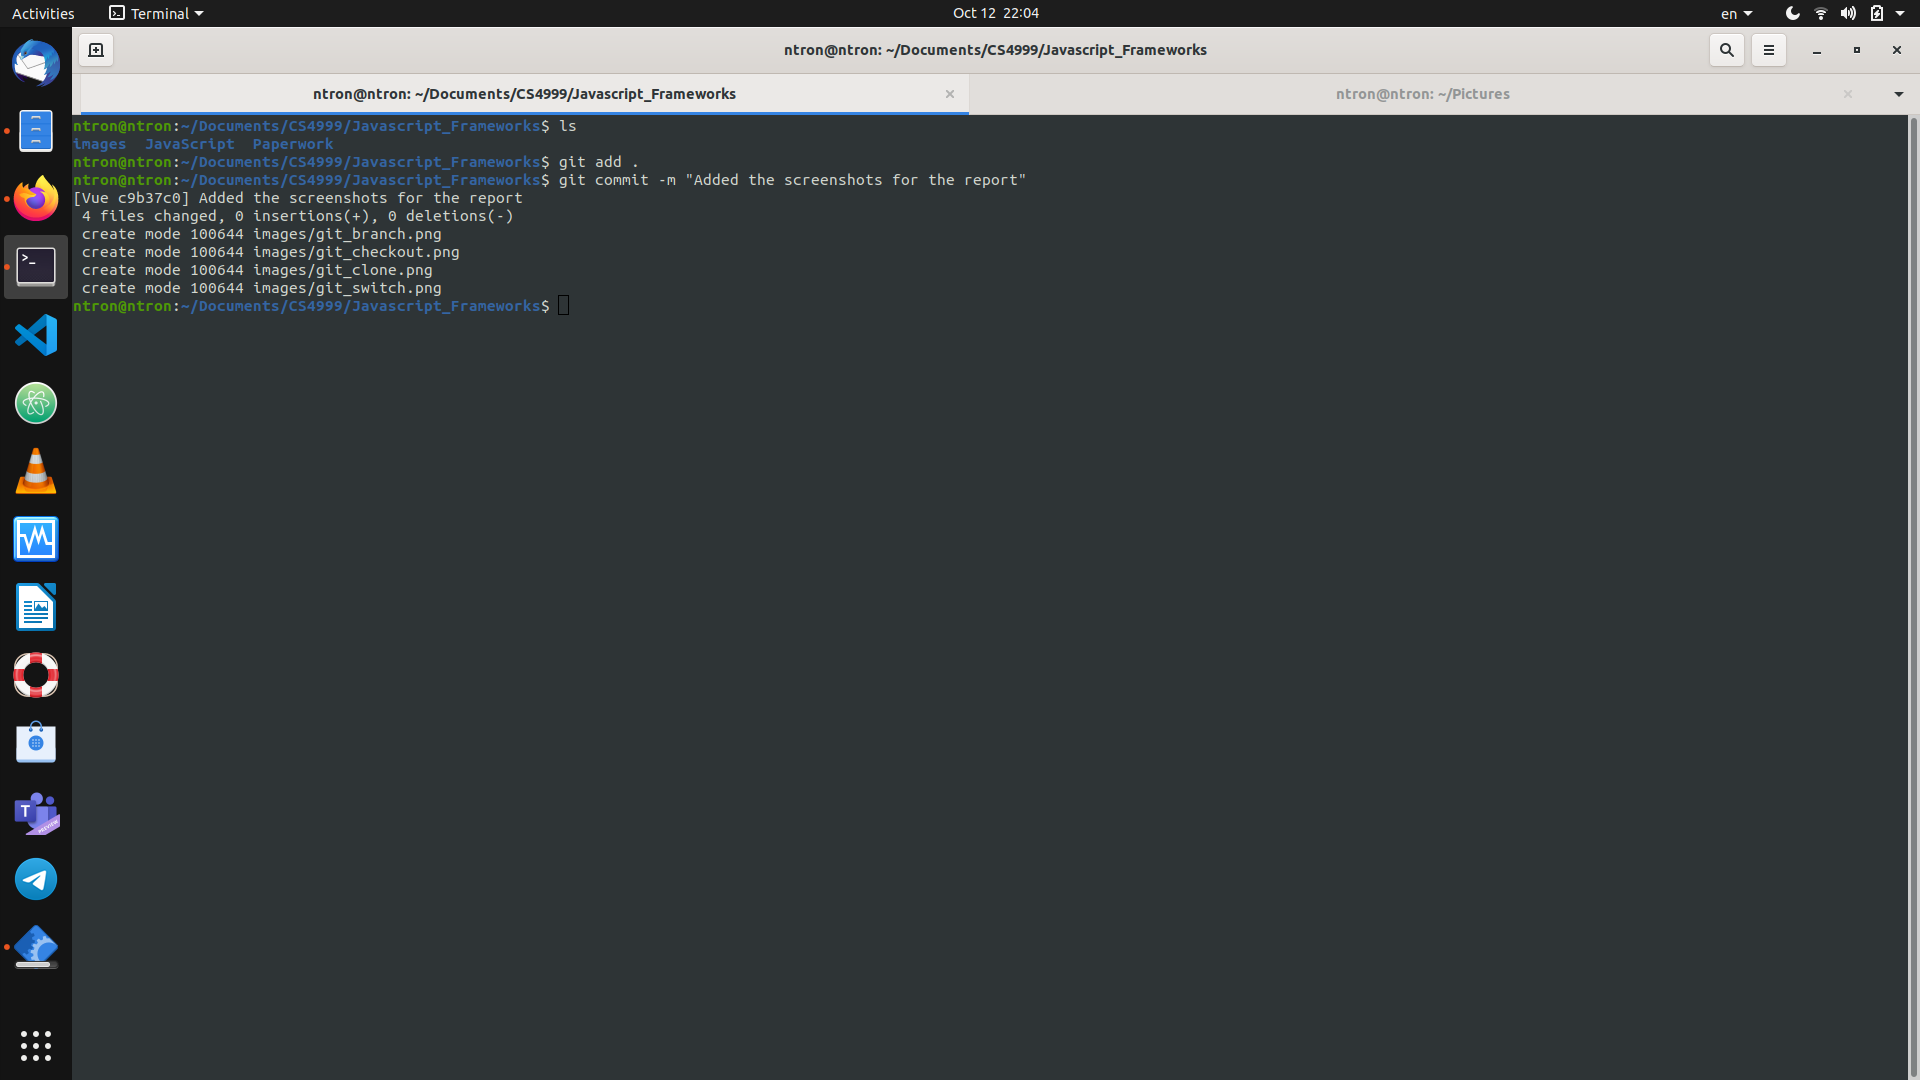 Activities Terminal Oct 12 22:04 en
ntron@ntron: ~/Documents/CS4999/Javascript_Frameworks
ntron@ntron: ~/Documents/CS4999/Javascript_Frameworks ntron@ntron: ~/Pictures
ntron@ntron:~/Documents/CS4999/Javascript_Frameworks$ ls
images  JavaScript  Paperwork
ntron@ntron:~/Documents/CS4999/Javascript_Frameworks$ git add .
ntron@ntron:~/Documents/CS4999/Javascript_Frameworks$ git commit -m "Added the screenshots for the report"
[Vue c9b37c0] Added the screenshots for the report
 4 files changed, 0 insertions(+), 0 deletions(-)
 create mode 100644 images/git_branch.png
 create mode 100644 images/git_checkout.png
 create mode 100644 images/git_clone.png
 create mode 100644 images/git_switch.png
ntron@ntron:~/Documents/CS4999/Javascript_Frameworks$
>_
T
PREVIEW